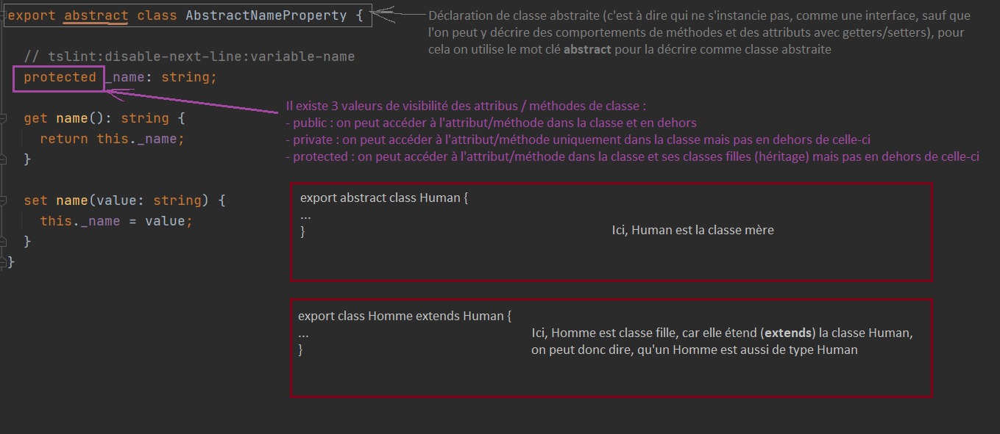 export abstract class AbstractNameProperty {
Déclaration de classe abstraite (c'est à dire qui ne s'instancie pas, comme une interface, sauf que
l'on peut y décrire des comportements de méthodes et des attributs avec getters/setters), pour
cela on utilise le mot clé abstract pour la décrire comme classe abstraite
// tslint:disable-next-line:variable-name
protected _name: string;
Il existe 3 valeurs de visibilité des attribus / méthodes de classe :
- public : on peut accéder à l'attribut/méthode dans la classe et en dehors
- private : on peut accéder à l'attribut/méthode uniquement dans la classe mais pas en dehors de celle-ci
- protected : on peut accéder à l'attribut/méthode dans la classe et ses classes filles (héritage) mais pas en dehors de celle-ci
get name(): string {
return this._name;
}
set name(value: string) {
this._name = value;
}
}
export abstract class Human {
...
}
Ici, Human est la classe mère
export class Homme extends Human {
...
}
Ici, Homme est classe fille, car elle étend (extends) la classe Human,
on peut donc dire, qu'un Homme est aussi de type Human